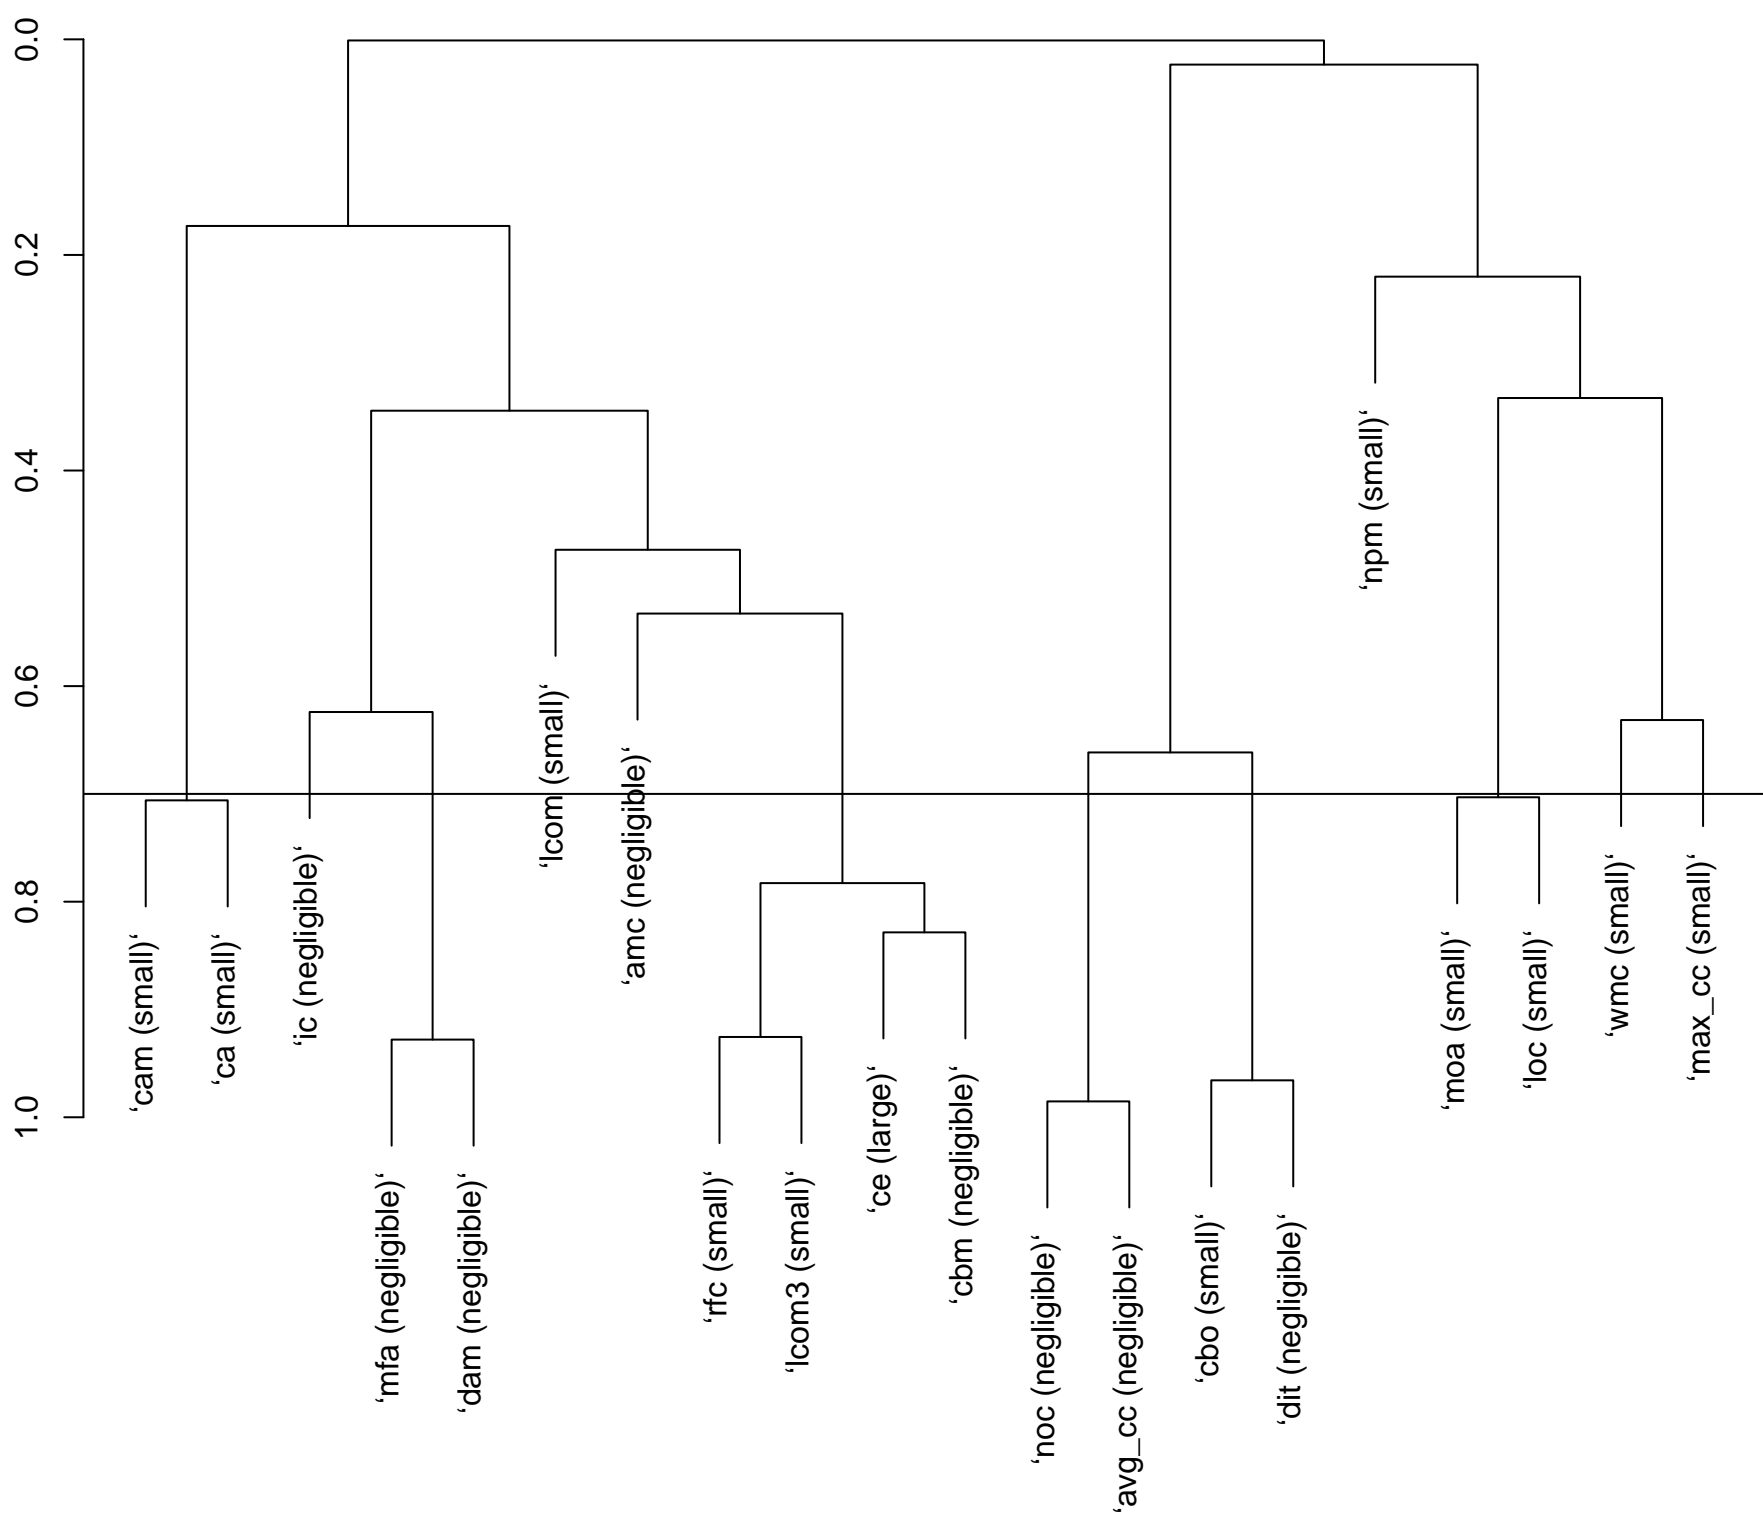 0.0
0.2
0.4
0.6
0.8
1.0
‘cam (small)‘
‘ca (small)‘
‘ic (negligible)‘
‘mfa (negligible)‘
‘dam (negligible)‘
‘lcom (small)‘
‘amc (negligible)‘
‘rfc (small)‘
‘lcom3 (small)‘
‘ce (large)‘
‘cbm (negligible)‘
‘noc (negligible)‘
‘avg_cc (negligible)‘
‘cbo (small)‘
‘dit (negligible)‘
‘npm (small)‘
‘moa (small)‘
‘loc (small)‘
‘wmc (small)‘
‘max_cc (small)‘